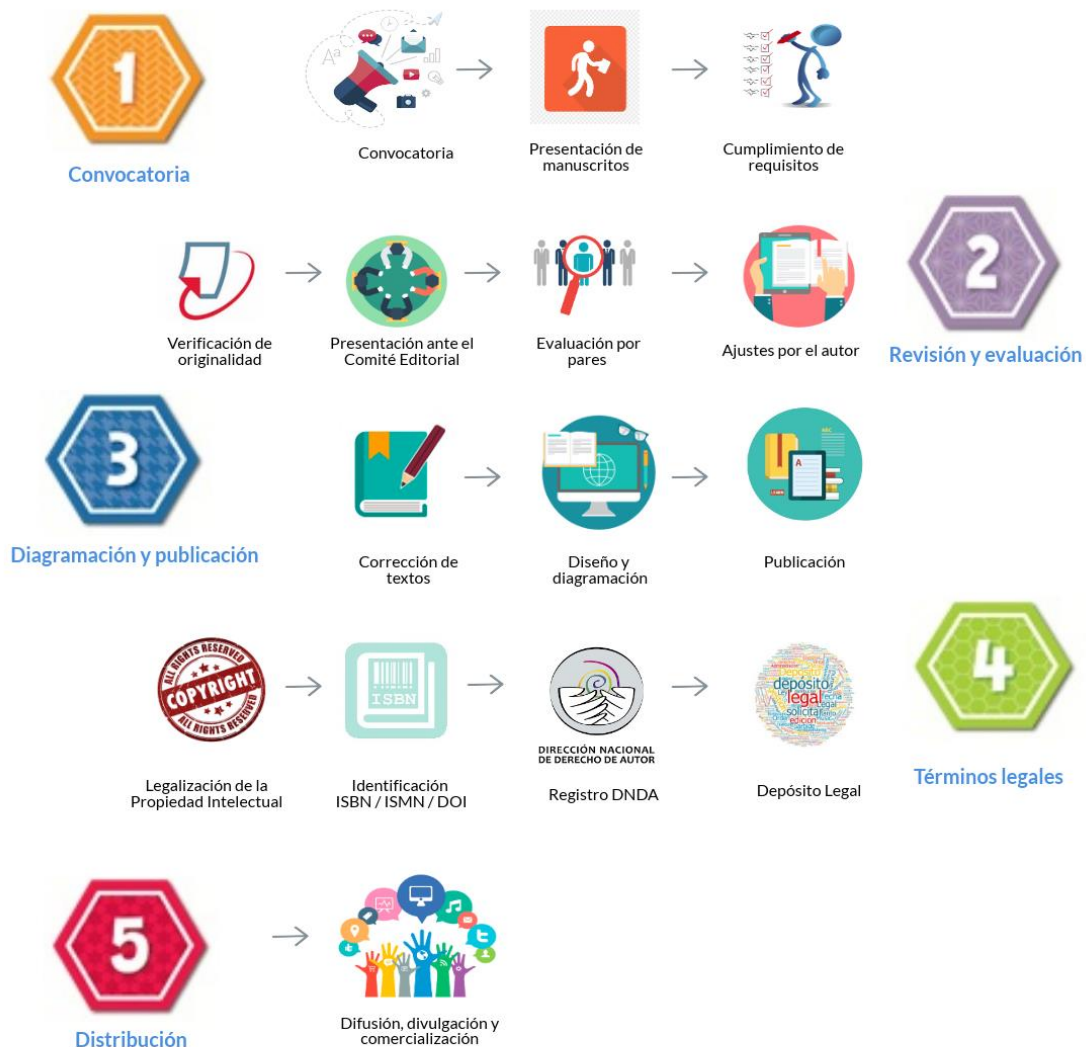 1
Convocatoria
Aa
Convocatoria
Presentación de
manuscritos
Cumplimiento de
requisitos
2
Revisión y evaluación
Verificación de
originalidad
Presentación ante el
Comité Editorial
Evaluación por
pares
Ajustes por el autor
3
Diagramación y publicación
Corrección de
textos
Diseño y
diagramación
A
Publicación
4
Términos legales
ALL RIGHTS RESERVED
COPYRIGHT
ALL RIGHTS RESERVED
Legalización de la
Propiedad Intelectual
ISBN
Identificación
ISBN / ISMN / DOI
DIRECCIÓN NACIONAL
DE DERECHO DE AUTOR
Registro DNDA
depósito
legal
solicitar
edicion
Depósito Legal
5
Distribución
Difusión, divulgación y
comercialización